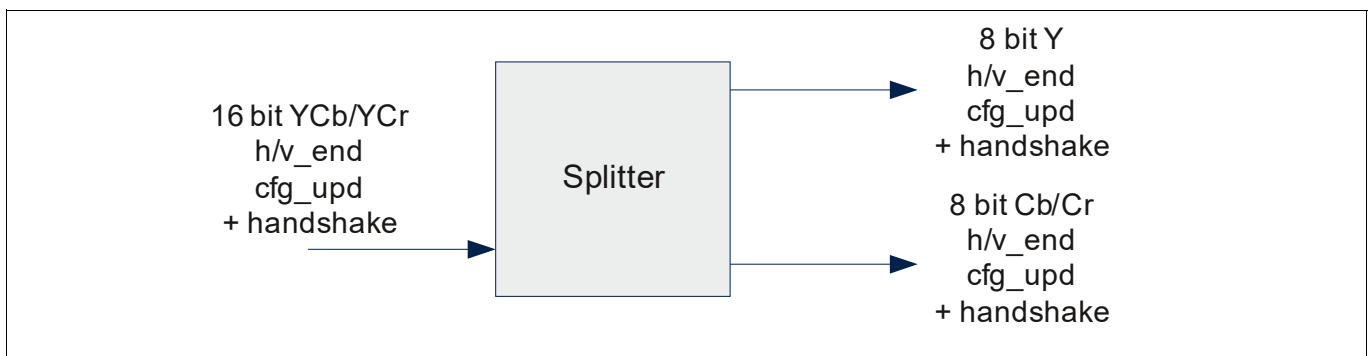 16 bit YCb/YCr
h/v_end
cfg_upd
+ handshake
Splitter
8 bit Y
h/v_end
cfg_upd
+ handshake
8 bit Cb/Cr
h/v_end
cfg_upd
+ handshake